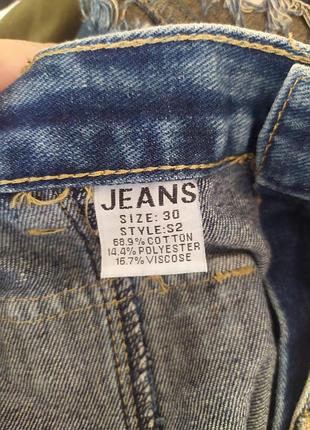 JEANS
SIZE: 30
STYLE:S2
68.9% COTTON
14.4% POLYESTER
16.7% VISCOSE